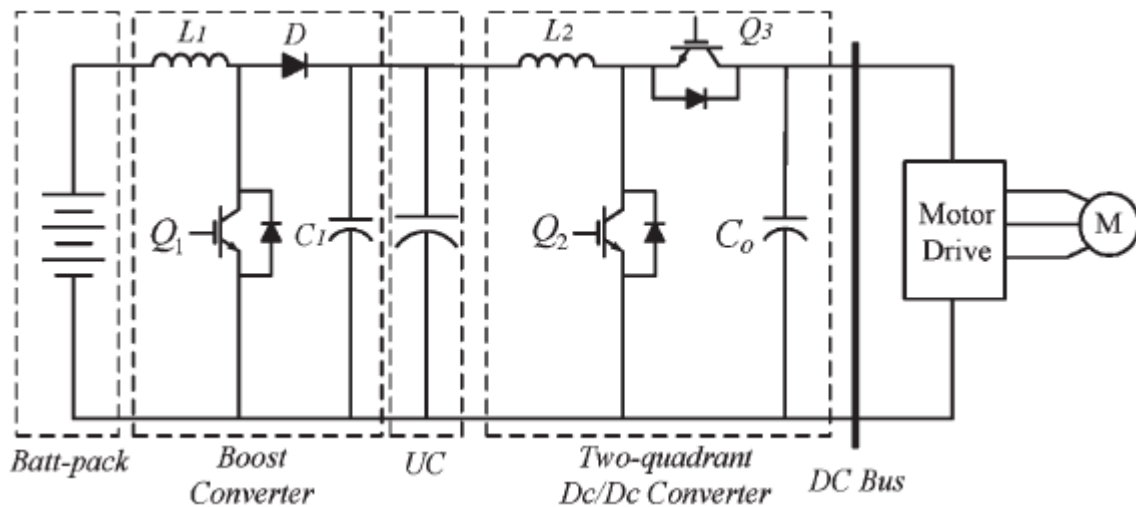 L1
D
L2
Q3
Q1
C1
Q2
Co
Motor
Drive
M
Batt-pack
Boost
Converter
UC
Two-quadrant
Dc/Dc Converter
DC Bus